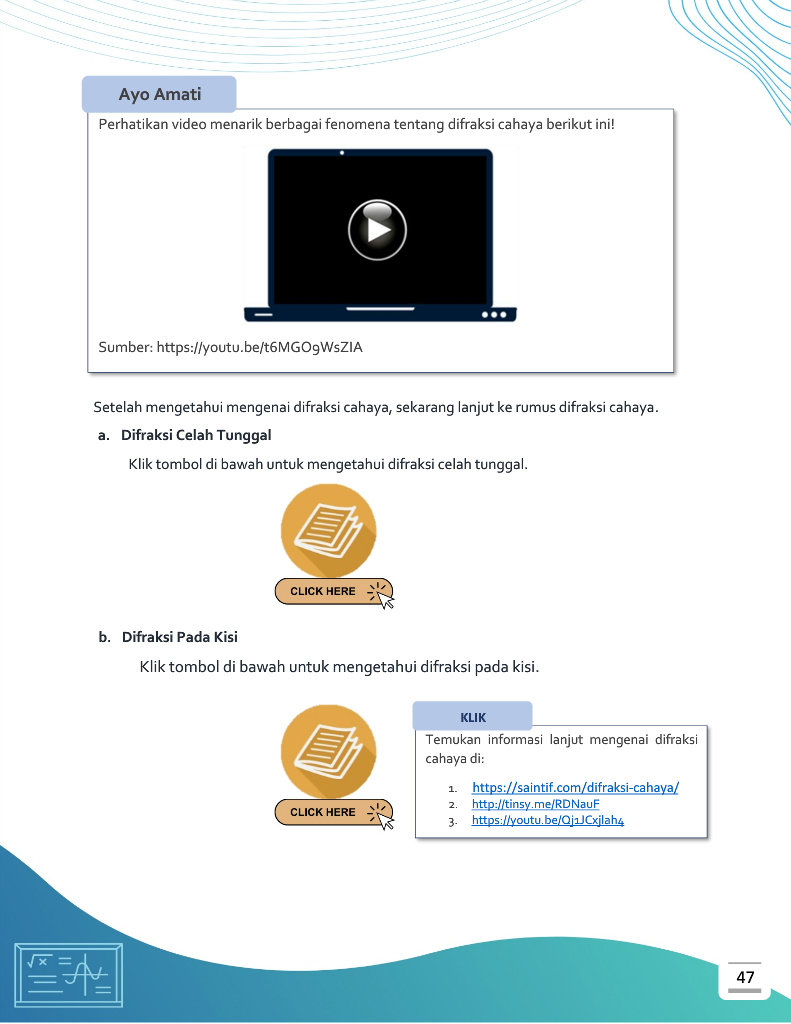 Ayo Amati
Perhatikan video menarik berbagai fenomena tentang difraksi cahaya berikut ini!
Sumber: https://youtu.be/t6MGO9WsZIA
Setelah mengetahui mengenai difraksi cahaya, sekarang lanjut ke rumus difraksi cahaya.
a. Difraksi Celah Tunggal
Klik tombol di bawah untuk mengetahui difraksi celah tunggal.
CLICK HERE
b. Difraksi Pada Kisi
Klik tombol di bawah untuk mengetahui difraksi pada kisi.
CLICK HERE
KLIK
Temukan informasi lanjut mengenai difraksi
cahaya di:
1. https://saintif.com/difraksi-cahaya/
2. http://tinsy.me/RDNauF
3. https://youtu.be/Qj1JCxjlah4
√x
47